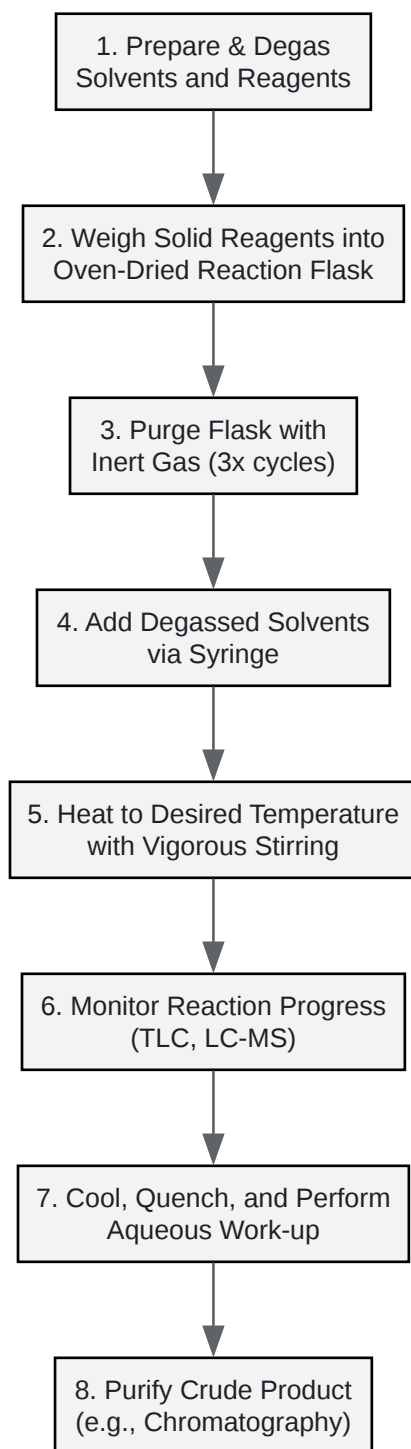 1. Prepare & Degas
Solvents and Reagents
2. Weigh Solid Reagents into
Oven-Dried Reaction Flask
3. Purge Flask with
Inert Gas (3x cycles)
4. Add Degassed Solvents
via Syringe
5. Heat to Desired Temperature
with Vigorous Stirring
6. Monitor Reaction Progress
(TLC, LC-MS)
7. Cool, Quench, and Perform
Aqueous Work-up
8. Purify Crude Product
(e.g., Chromatography)